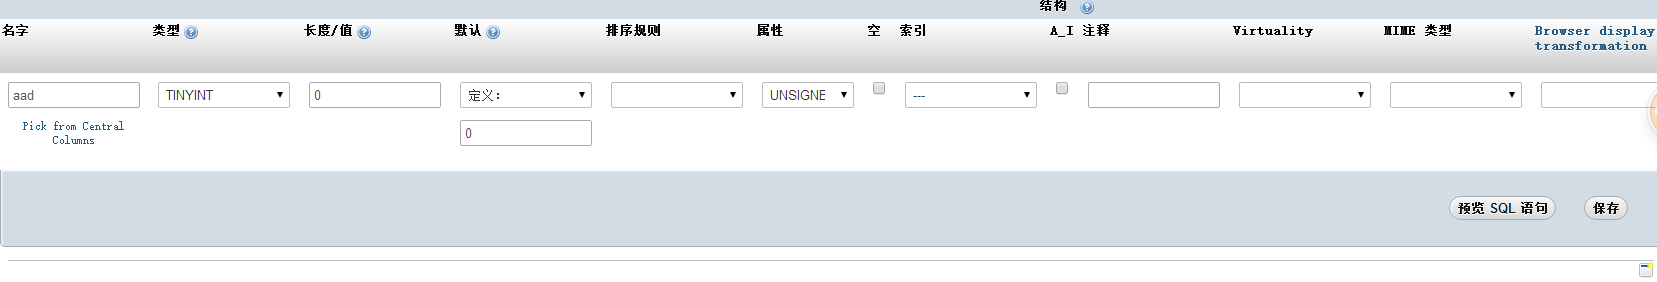 结构
名字 类型 长度/值 默认 排序规则 属性 空 索引 A_I 注释 Virtuality MIME 类型 Browser display
transformation
aad TINYINT 0 定义： UNSIGNE ---
Pick from Central
Columns
0
预览 SQL 语句 保存